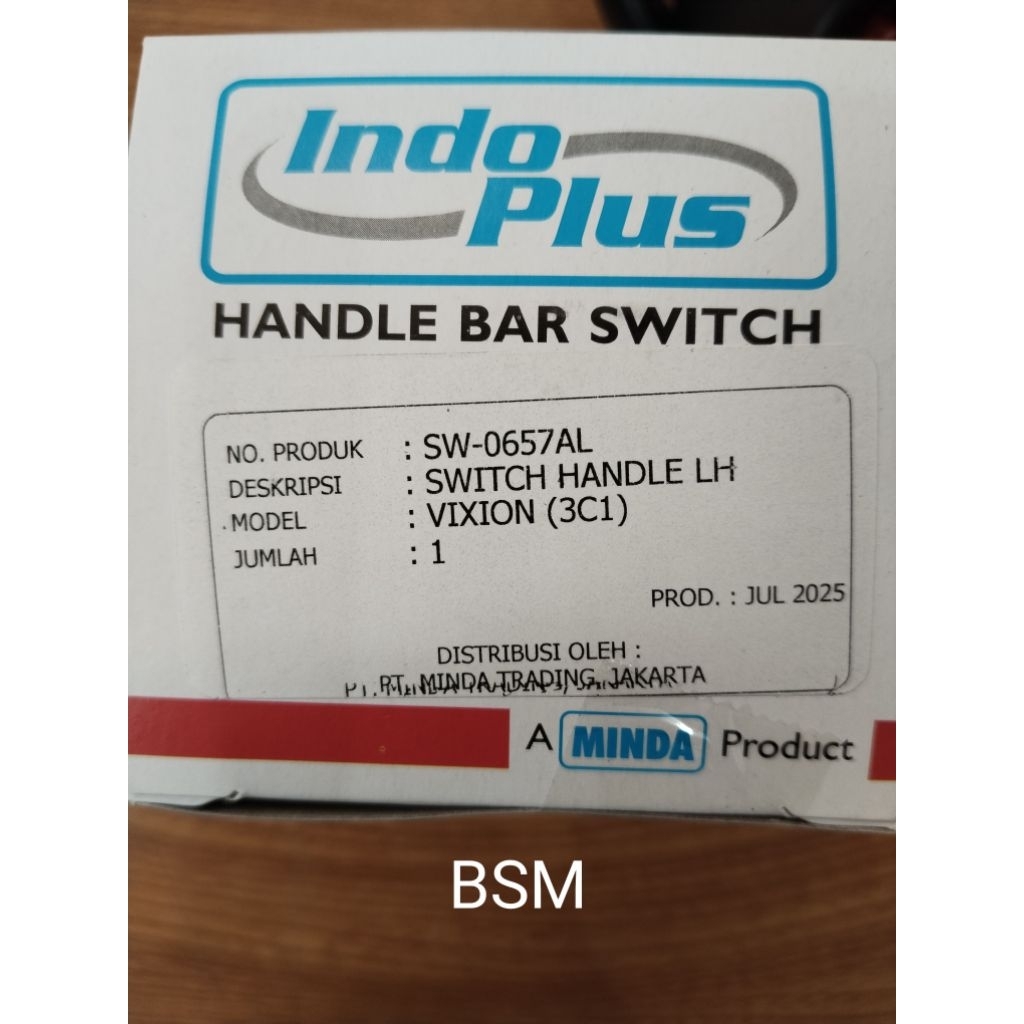 Indo
Plus
HANDLE BAR SWITCH
NO. PRODUK : SW-0657AL
DESKRIPSI : SWITCH HANDLE LH
MODEL : VIXION (3C1)
JUMLAH : 1
PROD. : JUL 2025
DISTRIBUSI OLEH :
PT. MINDA TRADING, JAKARTA
A MINDA Product
BSM